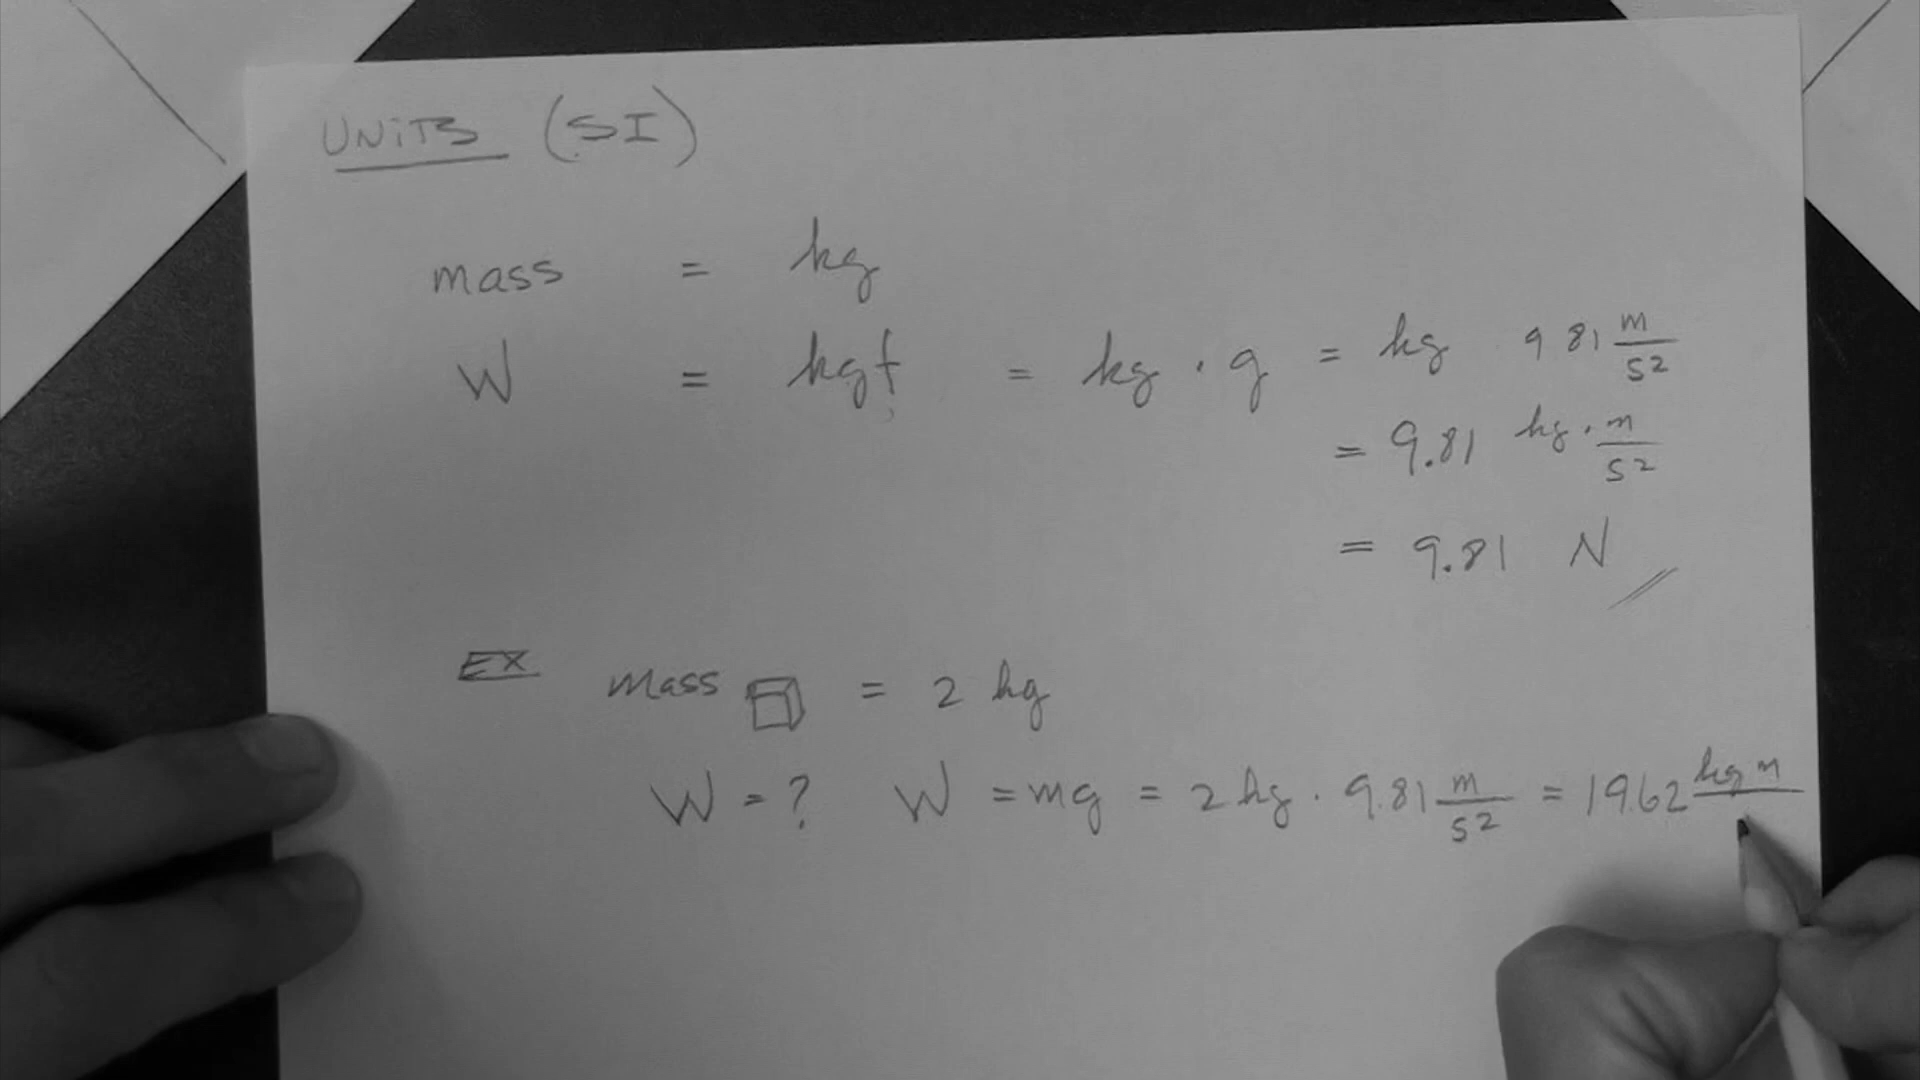 UNITS (SI)
mass = kg
W = kgf = kg · g = kg 9 81 m/s²
= 9.81 kg · m/s²
= 9.81 N
EX mass = 2 kg
W = ? W = mg = 2 kg · 9.81 m/s² = 19.62 kg m